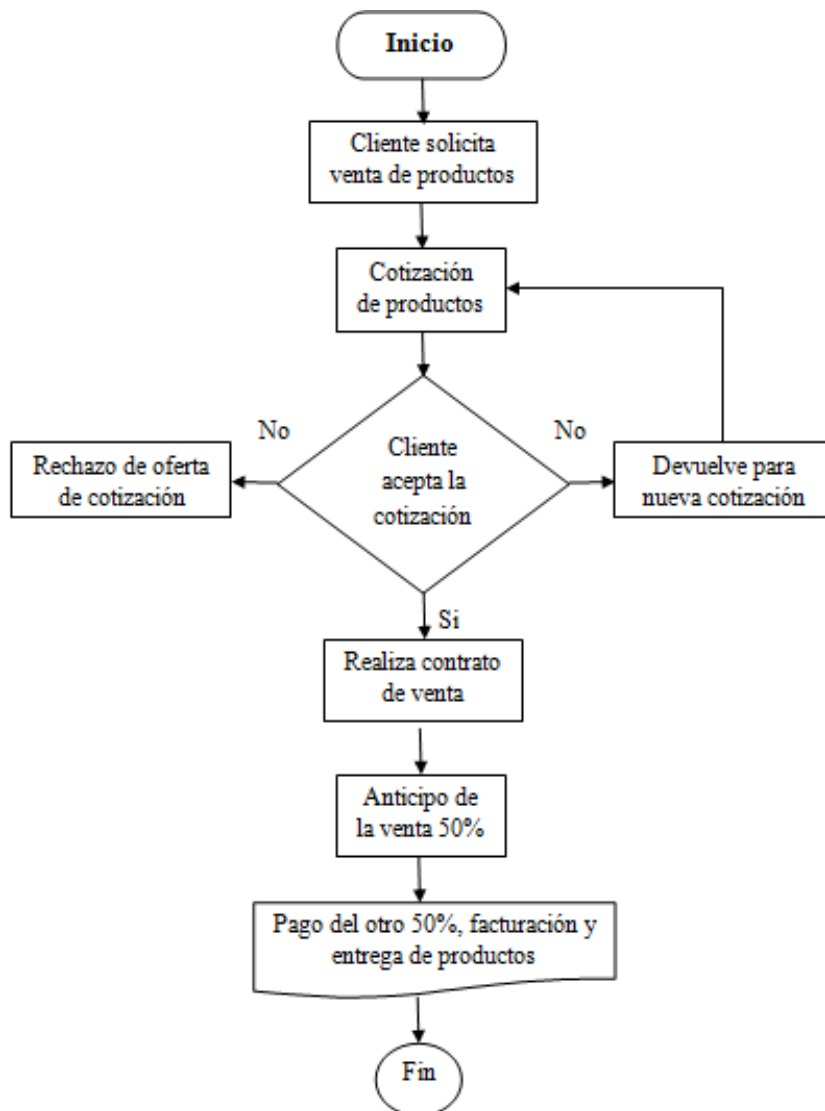 Inicio
Cliente solicita
venta de productos
Cotización
de productos
No
No
Cliente
acepta la
cotización
Rechazo de oferta
de cotización
Devuelve para
nueva cotización
Si
Realiza contrato
de venta
Anticipo de
la venta 50%
Pago del otro 50%, facturación y
entrega de productos
Fin